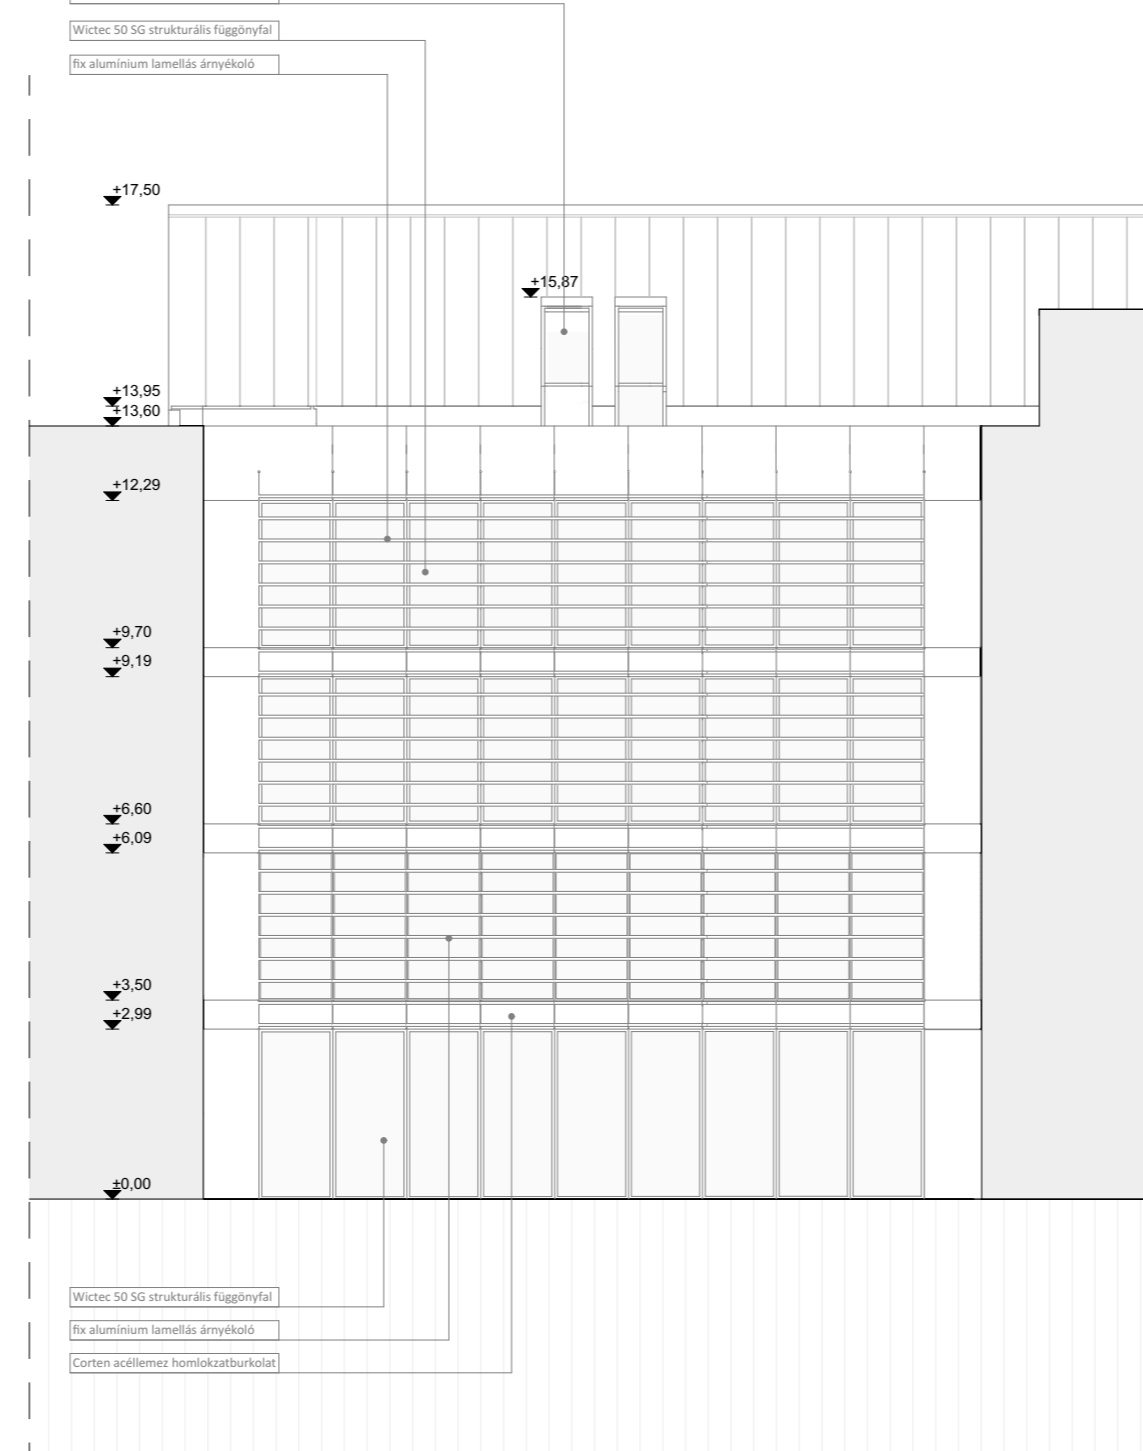 Wictec 50 SG strukturális függönyfal
fix alumínium lamellás árnyékoló
+17,50
+15,87
+13,95
+13,60
+12,29
+9,70
+9,19
+6,60
+6,09
+3,50
+2,99
±0,00
Wictec 50 SG strukturális függönyfal
fix alumínium lamellás árnyékoló
Corten acéllemez homlokzatburkolat